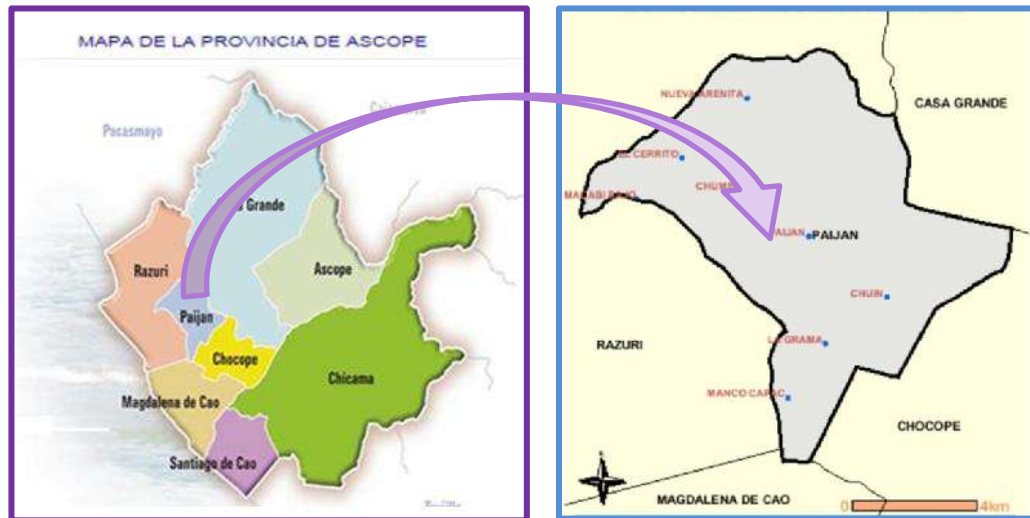 MAPA DE LA PROVINCIA DE ASCOPE
Pacasmayo
Grande
Razuri
Ascope
Paijan
Chocope
Chicama
Magdalena de Cao
Santiago de Cao
NUEVA ARENITA
CASA GRANDE
EL CERRITO
MACABI BAJO
PAIJAN
CHUIN
RAZURI
LA GRAMA
MANCO CAPAC
CHOCOPE
MAGDALENA DE CAO
0 4km